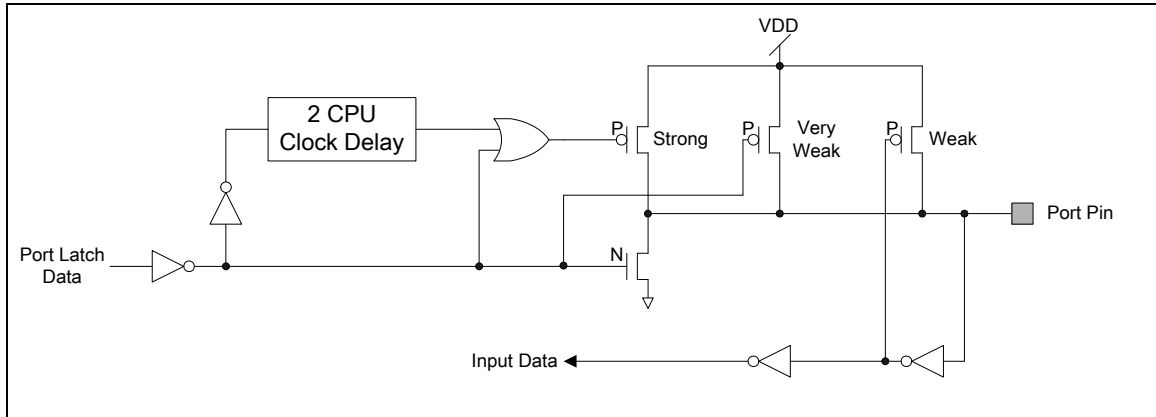 VDD
2 CPU
Clock Delay
P
Strong
P
Very
Weak
P
Weak
Port Pin
Port Latch
Data
N
Input Data